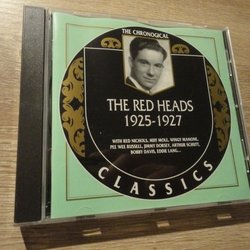 THE CHRONOLOGICAL
THE RED HEADS
1925-1927
WITH RED NICHOLS, MIFF MOLE, WINGY MANONE,
PEE WEE RUSSELL, JIMMY DORSEY, ARTHUR SCHUTT,
BOBBY DAVIS, EDDIE LANG...
CLASSICS